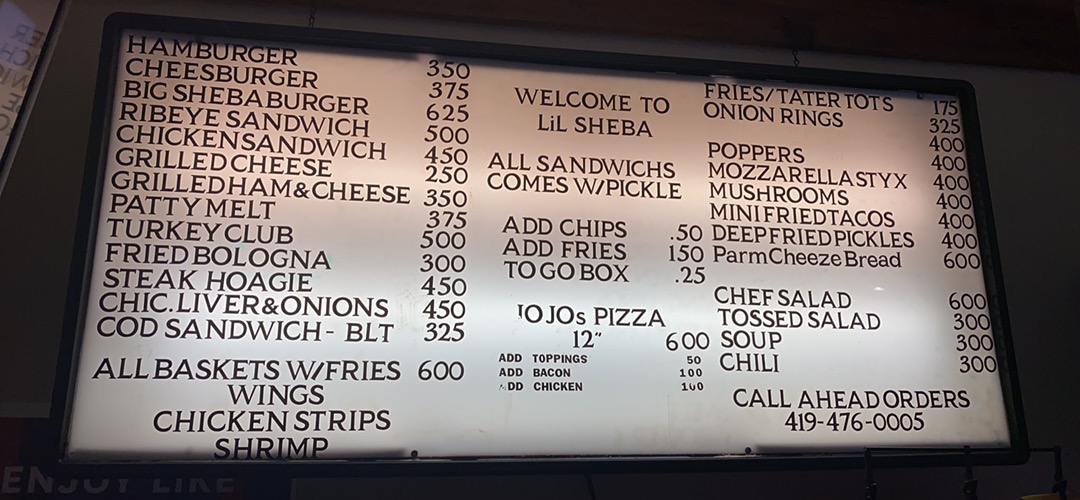 HAMBURGER 350
CHEESBURGER 375
BIG SHEBA BURGER 625
RIBEYE SANDWICH 500
CHICKEN SANDWICH 450
GRILLED CHEESE 250
GRILLED HAM & CHEESE 350
PATTY MELT 375
TURKEY CLUB 500
FRIED BOLOGNA 300
STEAK HOAGIE 450
CHIC. LIVER & ONIONS 450
COD SANDWICH - BLT 325
ALL BASKETS W/FRIES 600
WINGS
CHICKEN STRIPS
SHRIMP
WELCOME TO
LiL SHEBA
ALL SANDWICHS
COMES W/PICKLE
ADD CHIPS .50
ADD FRIES 150
TO GO BOX .25
JO JOs PIZZA
12" 600
ADD TOPPINGS 50
ADD BACON 100
ADD CHICKEN 100
FRIES/TATER TOTS 175
ONION RINGS 325
400
POPPERS 400
MOZZARELLA STYX 400
MUSHROOMS 400
MINI FRIED TACOS 400
DEEP FRIED PICKLES 400
Parm Cheeze Bread 600
CHEF SALAD 600
TOSSED SALAD 300
SOUP 300
CHILI 300
CALL AHEAD ORDERS
419-476-0005
ENJOY LIKE